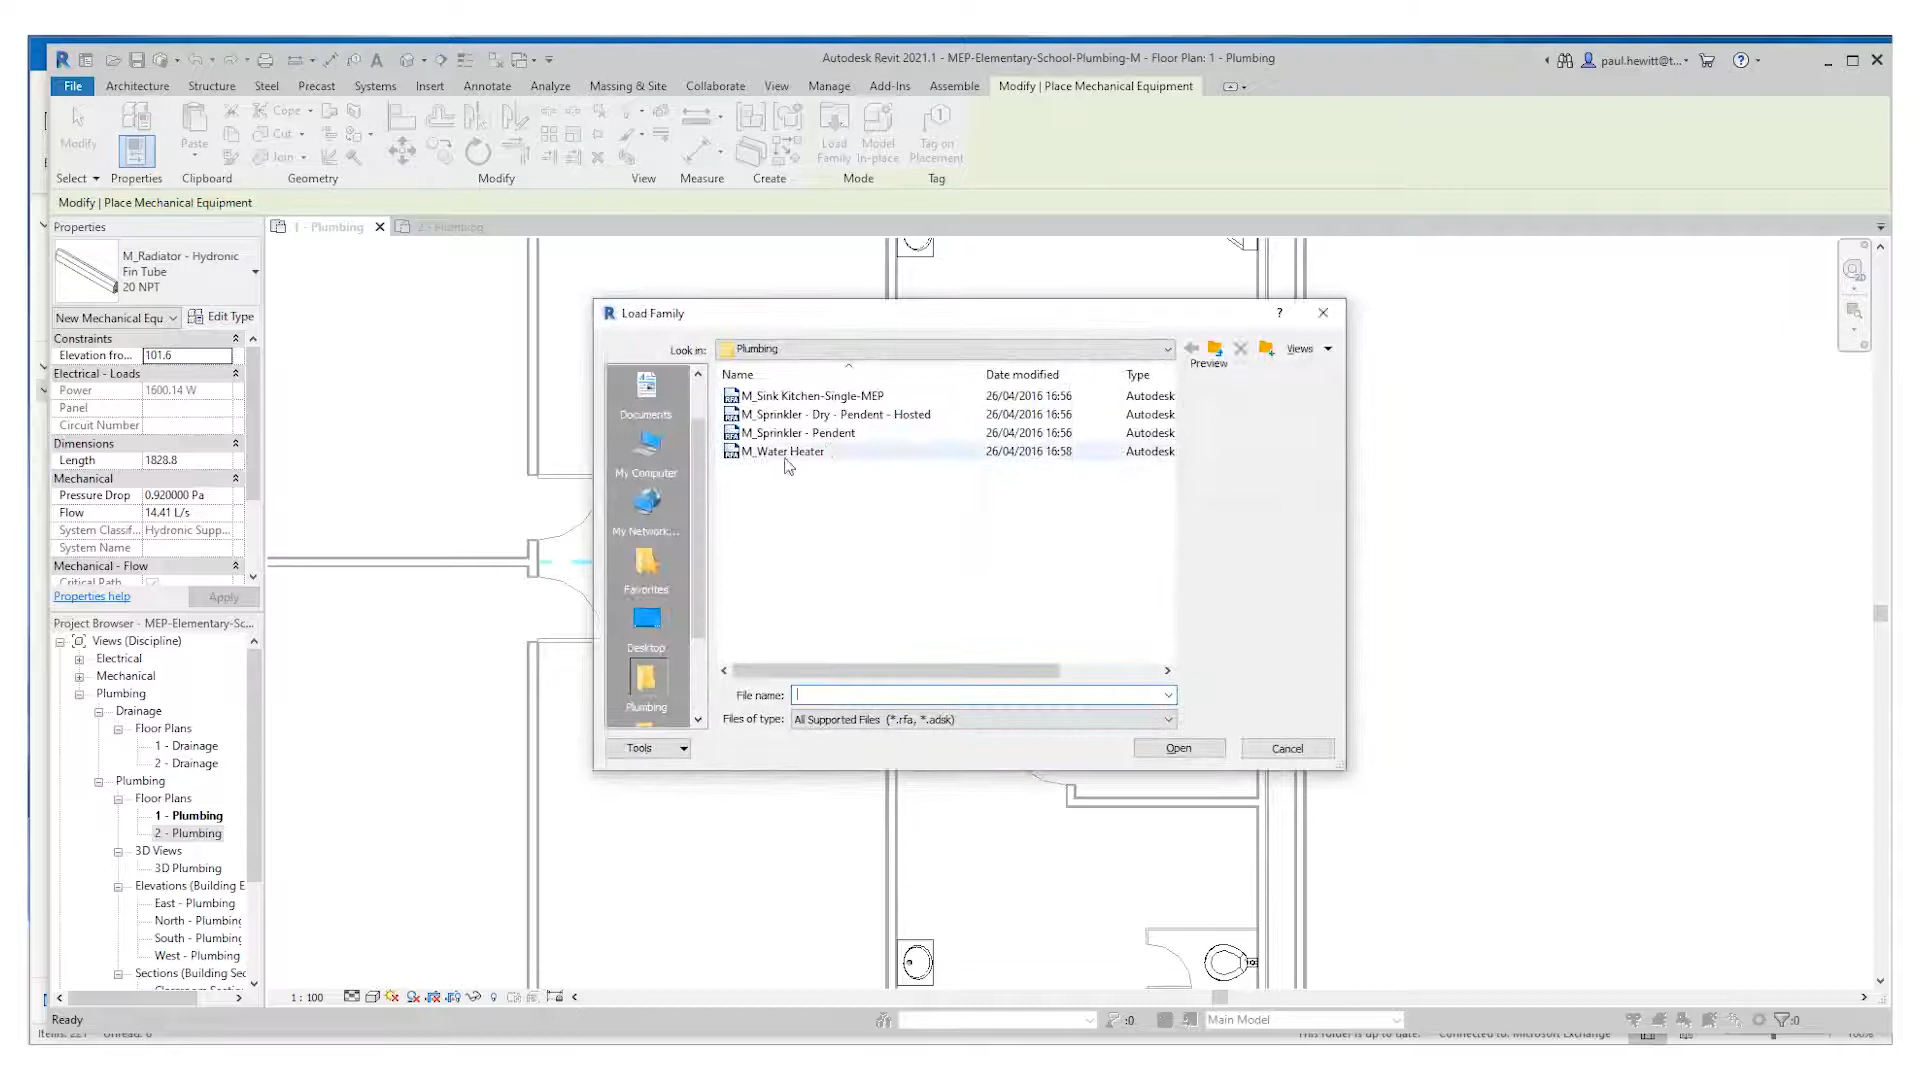 Autodesk Revit 2021.1 - MEP-Elementary-School-Plumbing-M - Floor Plan: 1 - Plumbing
paul.hewitt@t...
File Architecture Structure Steel Precast Systems Insert Annotate Analyze Massing & Site Collaborate View Manage Add-Ins Assemble Modify | Place Mechanical Equipment
Modify
Paste
Cope
Cut
Join
Load Family
Model In-place
Tag on Placement
Select Properties Clipboard Geometry Modify View Measure Create Mode Tag
Modify | Place Mechanical Equipment
Properties
1 - Plumbing
2 - Plumbing
M_Radiator - Hydronic
Fin Tube
20 NPT
New Mechanical Equ Edit Type
Constraints
Elevation fro... 101.6
Electrical - Loads
Power 1600.14 W
Panel
Circuit Number
Dimensions
Length 1828.8
Mechanical
Pressure Drop 0.920000 Pa
Flow 14.41 L/s
System Classif... Hydronic Supp...
System Name
Mechanical - Flow
Critical Path
Properties help Apply
Project Browser - MEP-Elementary-Sc...
Views (Discipline)
Electrical
Mechanical
Plumbing
Drainage
Floor Plans
1 - Drainage
2 - Drainage
Plumbing
Floor Plans
1 - Plumbing
2 - Plumbing
3D Views
3D Plumbing
Elevations (Building E
East - Plumbing
North - Plumbing
South - Plumbing
West - Plumbing
Sections (Building Sec
Load Family
Look in: Plumbing Views
Preview
Name Date modified Type
M_Sink Kitchen-Single-MEP 26/04/2016 16:56 Autodesk
M_Sprinkler - Dry - Pendent - Hosted 26/04/2016 16:56 Autodesk
M_Sprinkler - Pendent 26/04/2016 16:56 Autodesk
M_Water Heater 26/04/2016 16:58 Autodesk
Documents
My Computer
My Network...
Favorites
Desktop
Plumbing
File name:
Files of type: All Supported Files (*.rfa, *.adsk)
Tools Open Cancel
1 : 100
Ready
:0
Main Model
:0